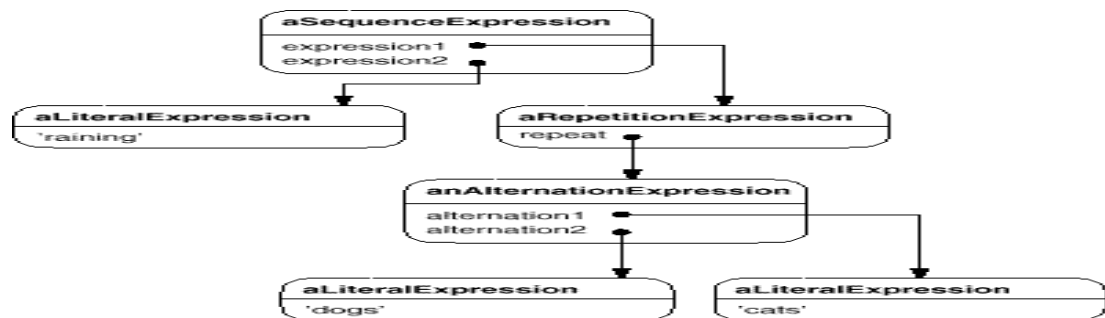 aSequenceExpression
expression1
expression2
aLiteralExpression
'raining'
aRepetitionExpression
repeat
anAlternationExpression
alternation1
alternation2
aLiteralExpression
'dogs'
aLiteralExpression
'cats'